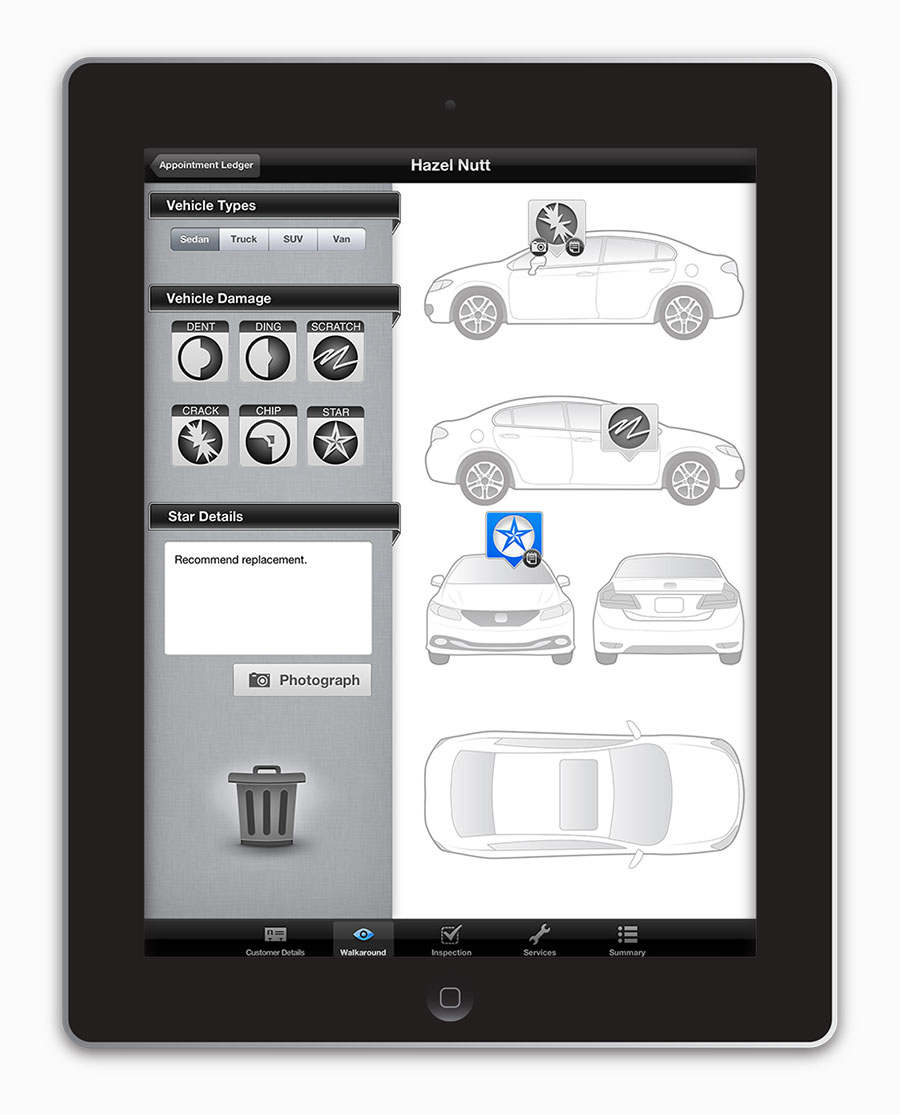 Appointment Ledger
Hazel Nutt
Vehicle Types
Sedan Truck SUV Van
Vehicle Damage
DENT DING SCRATCH
CRACK CHIP STAR
Star Details
Recommend replacement.
Photograph
Customer Details Walkaround Inspection Services Summary